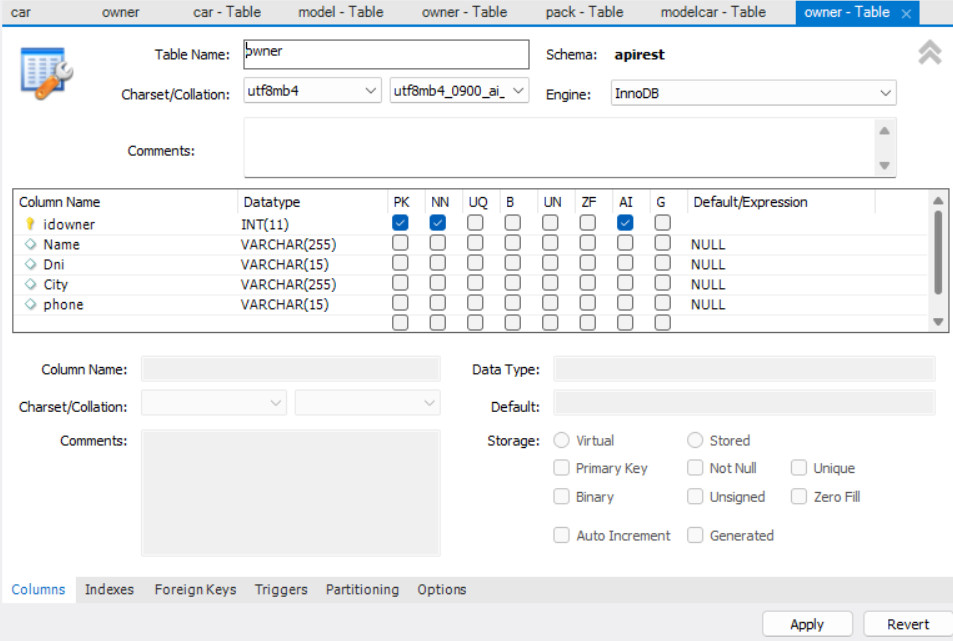 car owner car - Table model - Table owner - Table pack - Table modelcar - Table owner - Table
Table Name: owner Schema: apirest
Charset/Collation: utf8mb4 utf8mb4_0900_ai_ Engine: InnoDB
Comments:
Column Name Datatype PK NN UQ B UN ZF AI G Default/Expression
idowner INT(11)
Name VARCHAR(255) NULL
Dni VARCHAR(15) NULL
City VARCHAR(255) NULL
phone VARCHAR(15) NULL
Column Name: Data Type:
Charset/Collation: Default:
Comments: Storage: Virtual Stored
Primary Key Not Null Unique
Binary Unsigned Zero Fill
Auto Increment Generated
Columns Indexes Foreign Keys Triggers Partitioning Options
Apply Revert